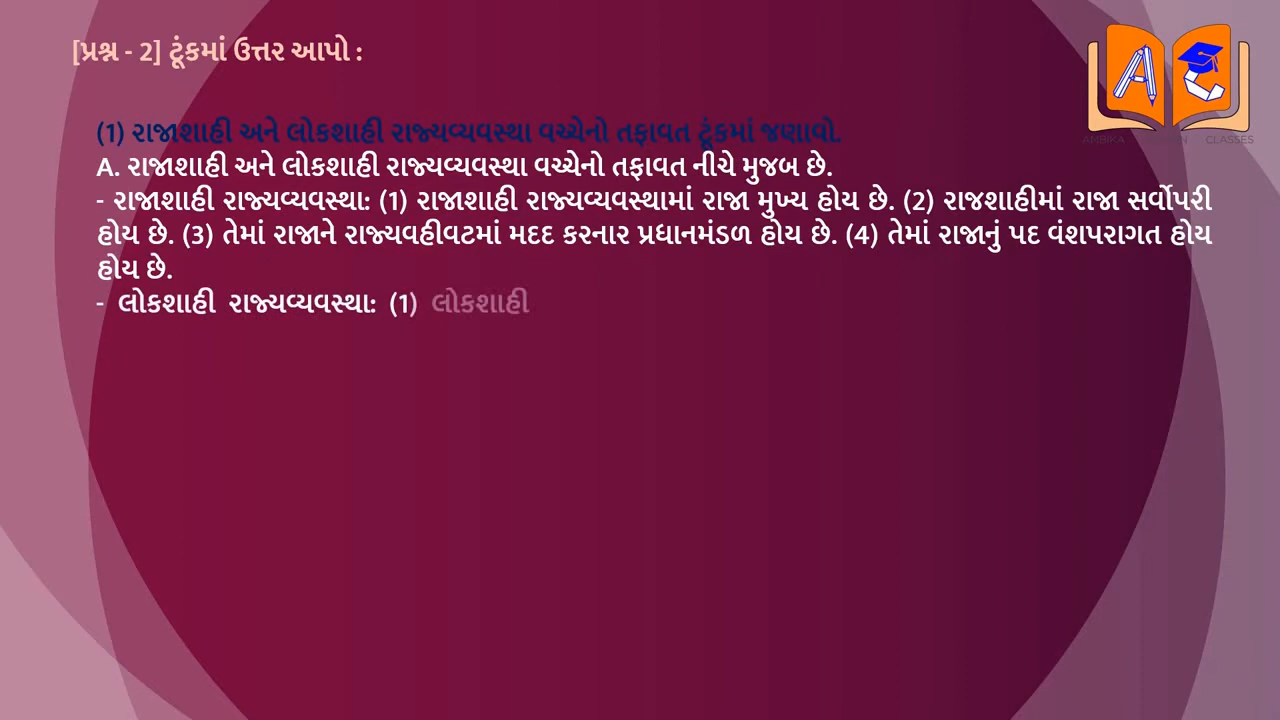 [પ્રશ્ન - 2] ટૂંકમાં ઉત્તર આપો :
(1) રાજાશાહી અને લોકશાહી રાજ્યવ્યવસ્થા વચ્ચેનો તફાવત ટૂંકમાં જણાવો.
A. રાજાશાહી અને લોકશાહી રાજ્યવ્યવસ્થા વચ્ચેનો તફાવત નીચે મુજબ છે.
- રાજાશાહી રાજ્યવ્યવસ્થા: (1) રાજાશાહી રાજ્યવ્યવસ્થામાં રાજા મુખ્ય હોય છે. (2) રાજશાહીમાં રાજા સર્વોપરી
હોય છે. (3) તેમાં રાજાને રાજ્યવહીવટમાં મદદ કરનાર પ્રધાનમંડળ હોય છે. (4) તેમાં રાજાનું પદ વંશપરાગત હોય
હોય છે.
- લોકશાહી રાજ્યવ્યવસ્થા: (1) લોકશાહી
AMBIKA CLASSES